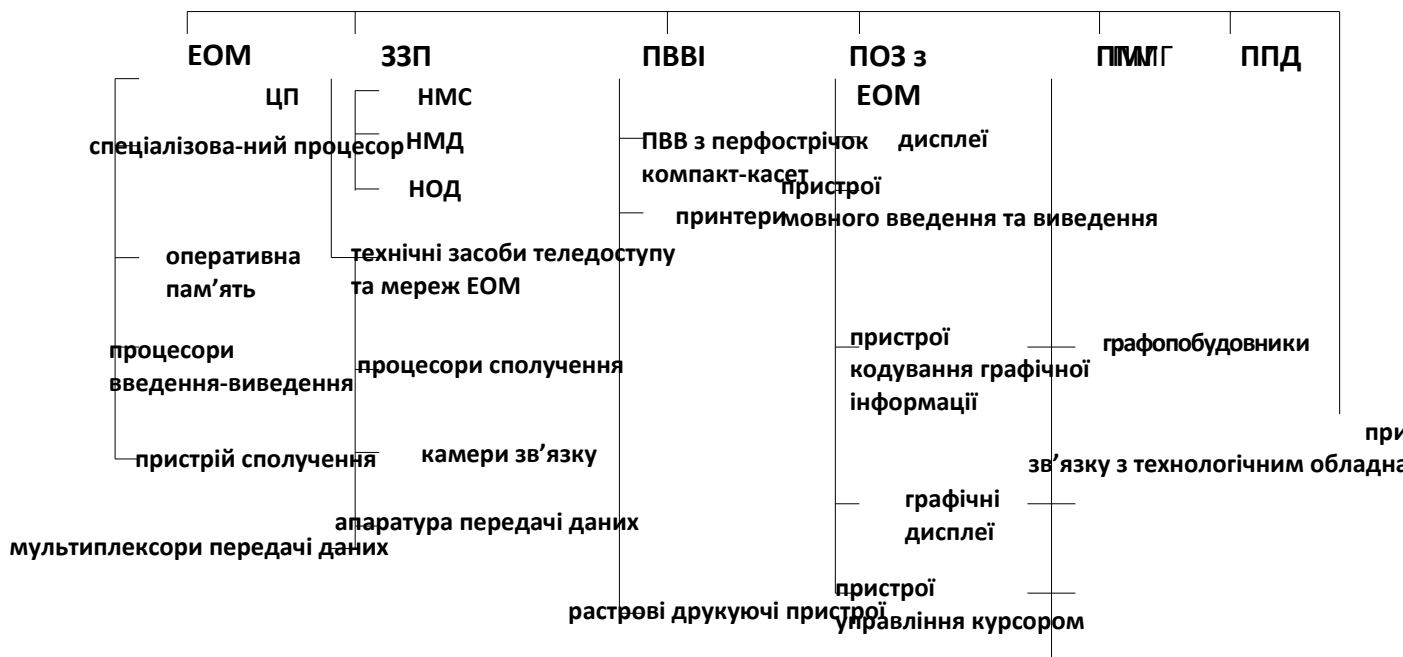 ЕОМ ЗЗП ПВВІ ПОЗ з ППД
ЕОМ
ЦП НМС
спеціалізова-ний процесор НМД ПВВ з перфострічок дисплеї
компакт-касет
НОД пристрої
принтери мовного введення та виведення
оперативна технічні засоби теледоступу
пам’ять та мереж ЕОМ
процесори пристрої графопобудовники
введення-виведення процесори сполучення кодування графічної
інформації
пристрій сполучення камери зв’язку при
зв’язку з технологічним обладна
графічні
апаратура передачі даних дисплеї
мультиплексори передачі даних
пристрої
растрові друкуючі пристрої управління курсором